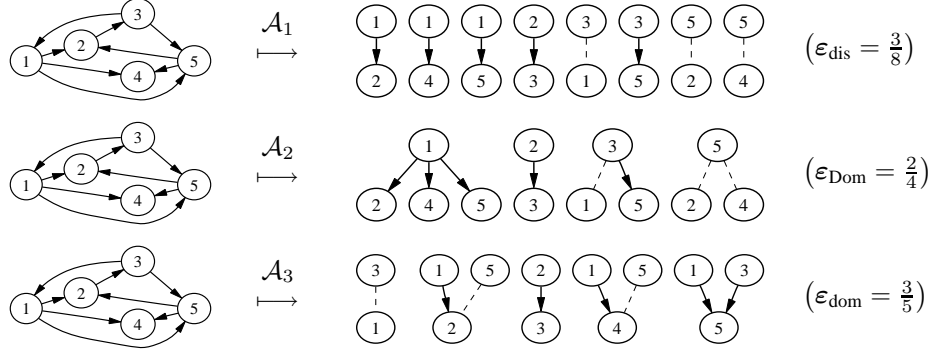 3 𝒜₁ 1 1 1 2 3 3 5 5
1 2 4 5 ⟼ (ε_dis = 3/8)
2 4 5 3 1 5 2 4
3 𝒜₂ 1 2 3 5
1 2 4 5 ⟼ (ε_Dom = 2/4)
2 4 5 3 1 5 2 4
3 𝒜₃ 3 1 5 2 1 5 1 3
1 2 4 5 ⟼ (ε_dom = 3/5)
1 2 3 4 5